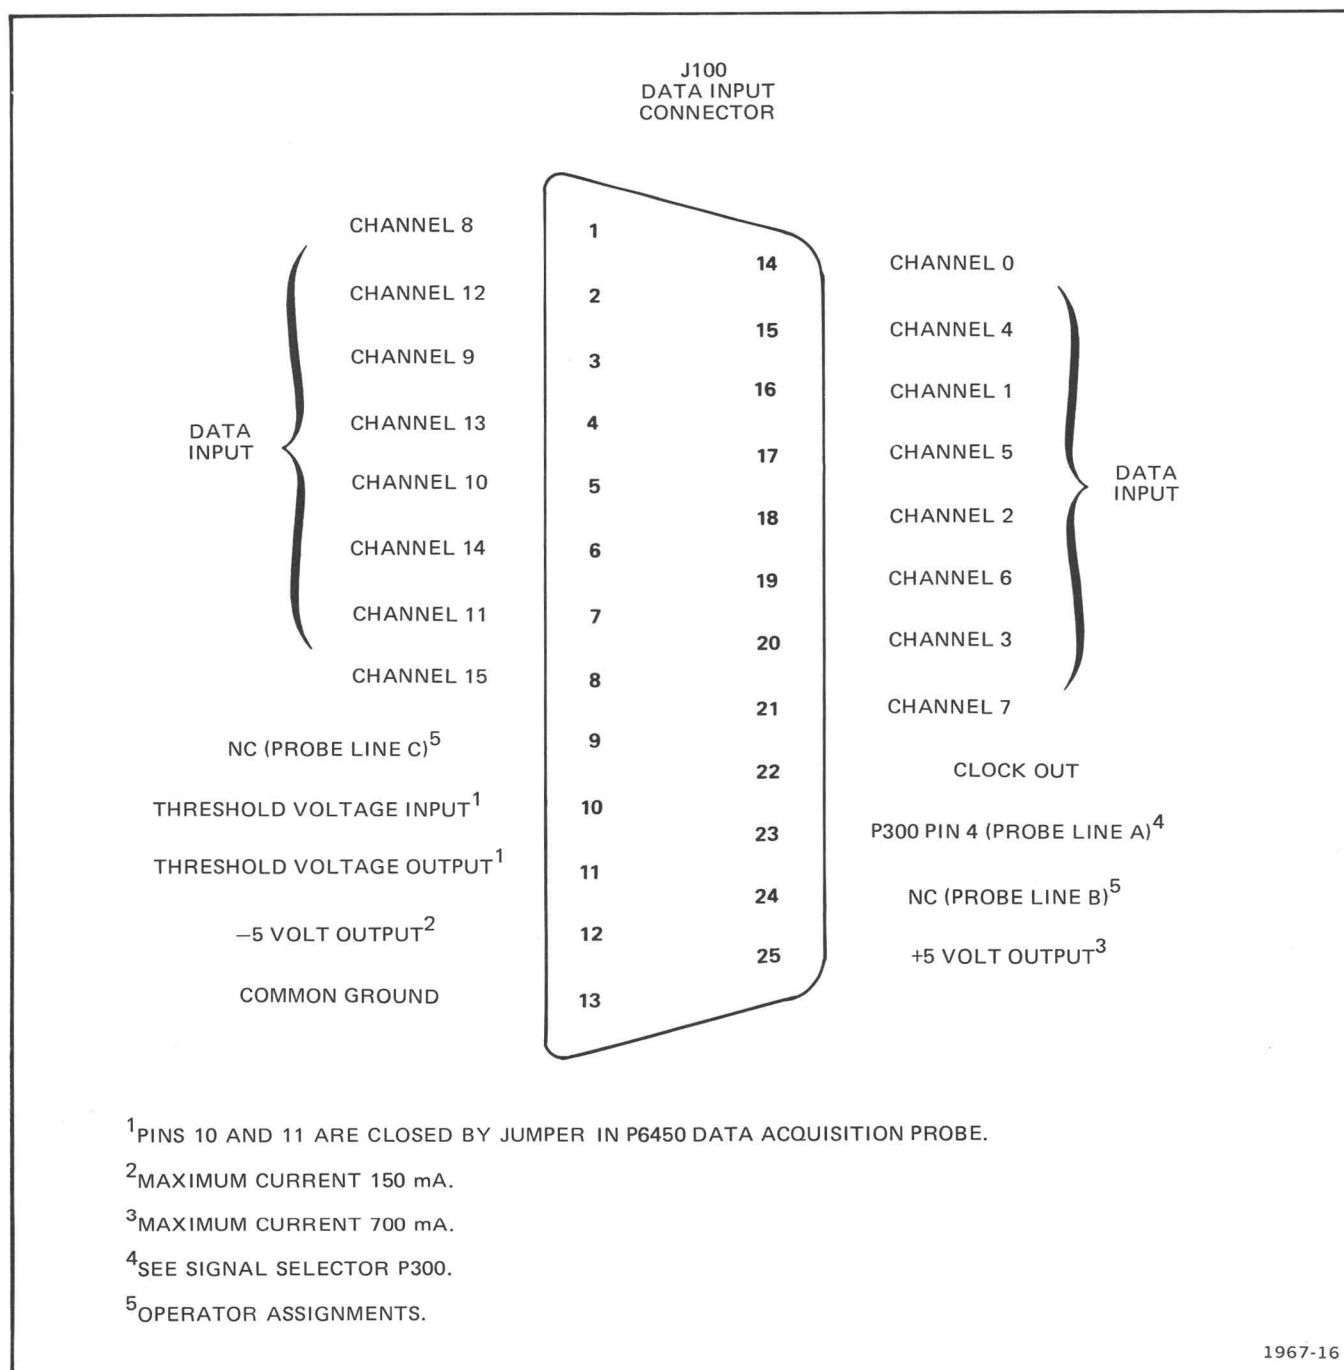 J100
DATA INPUT
CONNECTOR
CHANNEL 8
1
14
CHANNEL 0
CHANNEL 12
2
15
CHANNEL 4
CHANNEL 9
3
16
CHANNEL 1
CHANNEL 13
4
DATA
INPUT
17
CHANNEL 5
CHANNEL 10
5
DATA
INPUT
18
CHANNEL 2
CHANNEL 14
6
19
CHANNEL 6
CHANNEL 11
7
20
CHANNEL 3
CHANNEL 15
8
21
CHANNEL 7
NC (PROBE LINE C)5
9
22
CLOCK OUT
THRESHOLD VOLTAGE INPUT1
10
23
P300 PIN 4 (PROBE LINE A)4
THRESHOLD VOLTAGE OUTPUT1
11
24
NC (PROBE LINE B)5
—5 VOLT OUTPUT2
12
25
+5 VOLT OUTPUT3
COMMON GROUND
13
1PINS 10 AND 11 ARE CLOSED BY JUMPER IN P6450 DATA ACQUISITION PROBE.
2MAXIMUM CURRENT 150 mA.
3MAXIMUM CURRENT 700 mA.
4SEE SIGNAL SELECTOR P300.
5OPERATOR ASSIGNMENTS.
1967-16